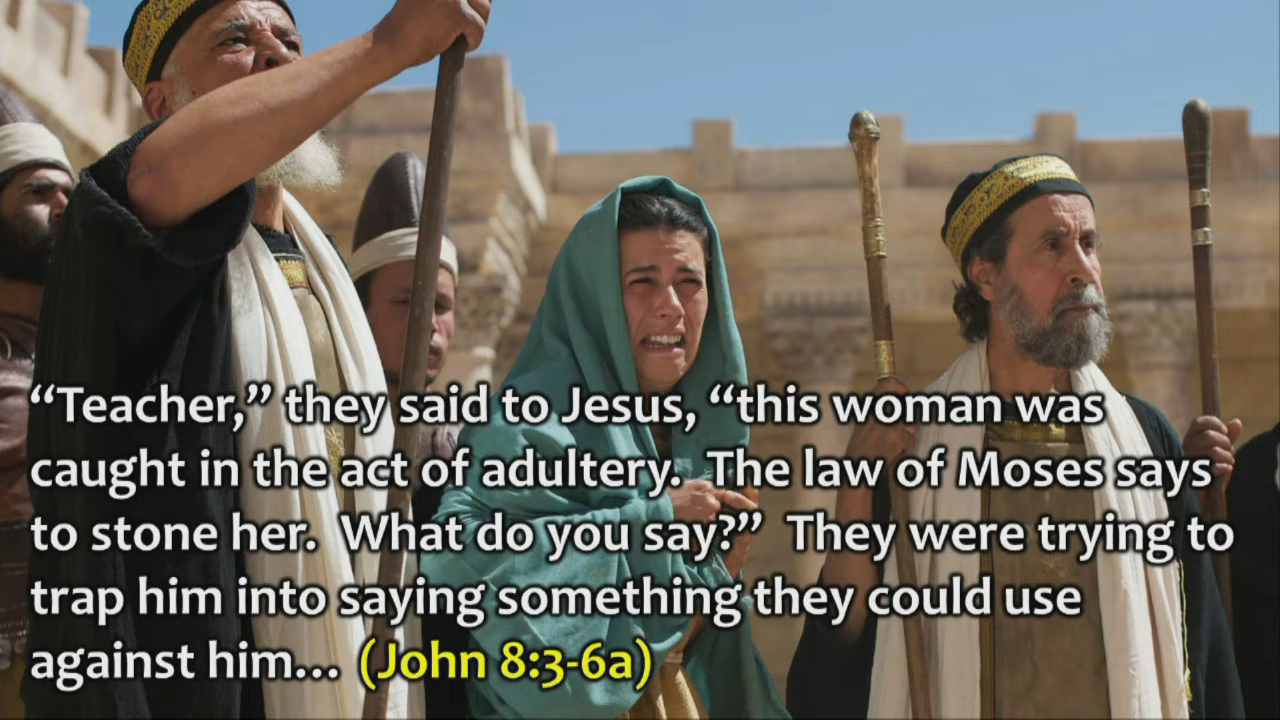 “Teacher,” they said to Jesus, “this woman was
caught in the act of adultery.  The law of Moses says
to stone her.  What do you say?”  They were trying to
trap him into saying something they could use
against him... (John 8:3-6a)